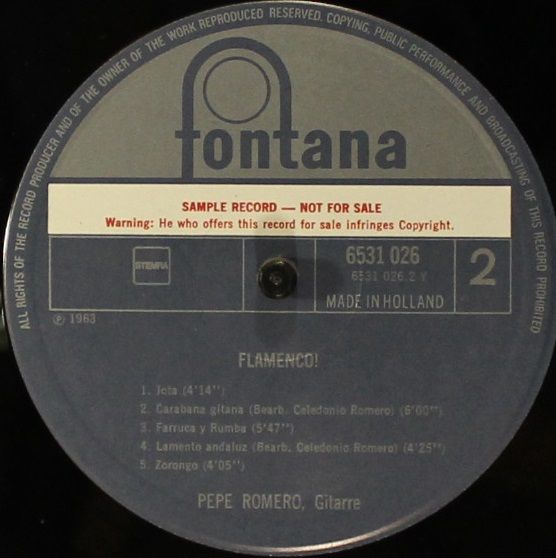 ALL RIGHTS OF THE RECORD PRODUCER AND OF THE OWNER OF THE WORK REPRODUCED RESERVED. COPYING, PUBLIC PERFORMANCE AND BROADCASTING OF THIS RECORD PROHIBITED
fontana
SAMPLE RECORD — NOT FOR SALE
Warning: He who offers this record for sale infringes Copyright.
STEMRA
6531 026
6531 026.2 Y
MADE IN HOLLAND
2
℗ 1963
FLAMENCO!
1. Jota (4'14'')
2. Carabana gitana (Bearb. Celedonio Romero) (6'00'')
3. Farruca y Rumba (5'47'')
4. Lamento andaluz (Bearb. Celedonio Romero) (4'25'')
5. Zorongo (4'05'')
PEPE ROMERO, Gitarre